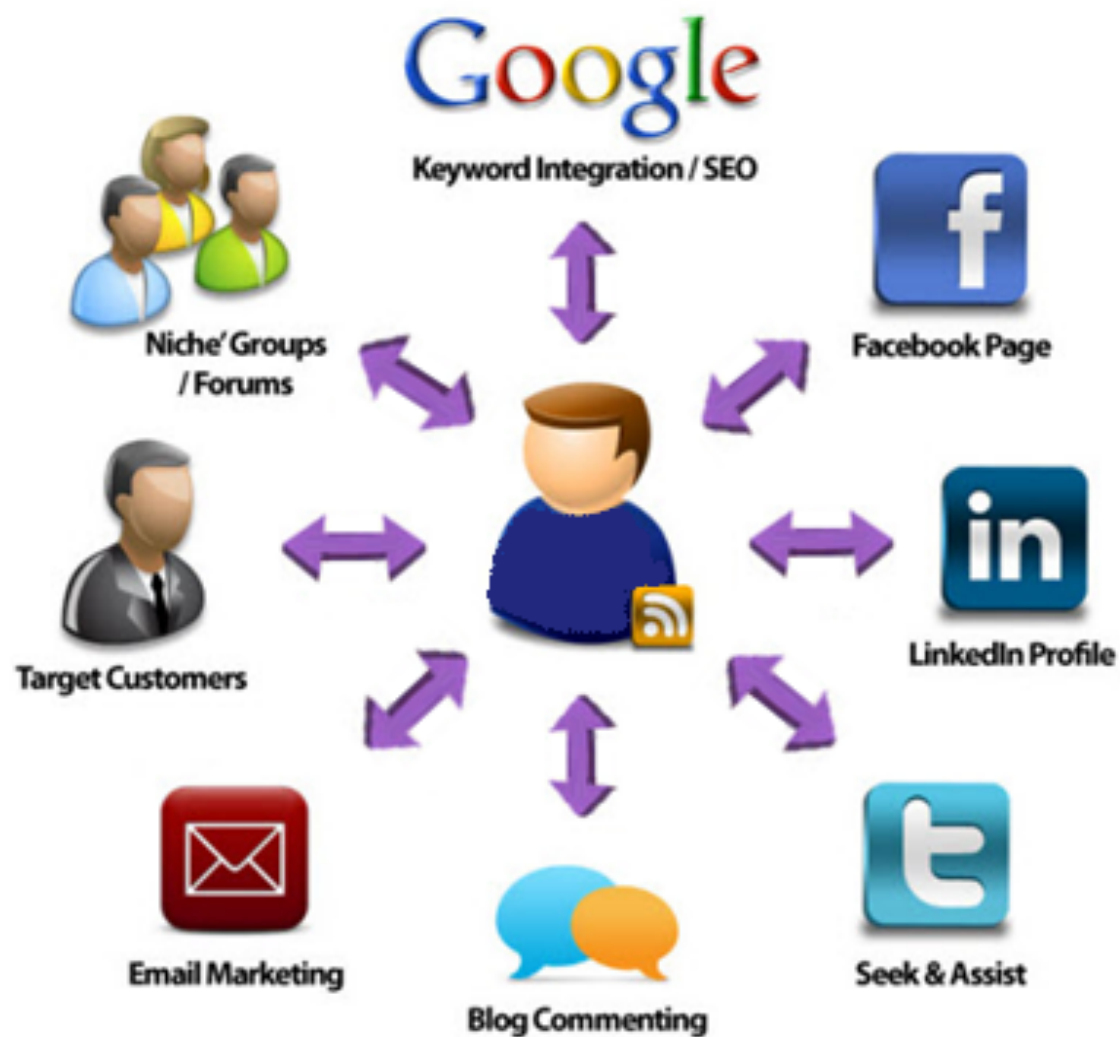 Google
Keyword Integration / SEO
f
Facebook Page
Niche' Groups
/ Forums
in
LinkedIn Profile
Target Customers
t
Seek & Assist
Email Marketing
Blog Commenting